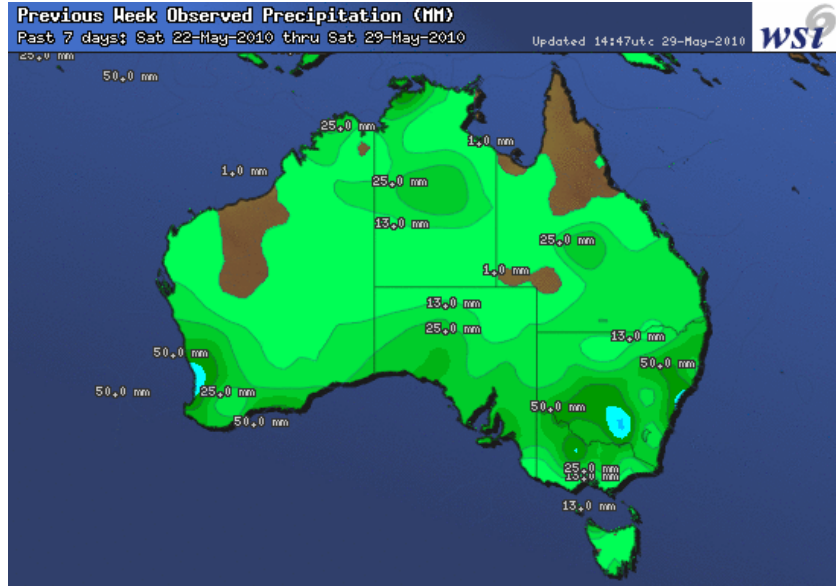 Previous Week Observed Precipitation (MM)
Past 7 days: Sat 22-May-2010 thru Sat 29-May-2010
Updated 14:47utc 29-May-2010
WSI
25.0 mm
50.0 mm
25.0 mm
1.0 mm
1.0 mm
25.0 mm
13.0 mm
25.0 mm
1.0 mm
13.0 mm
25.0 mm
13.0 mm
50.0 mm
50.0 mm
50.0 mm
25.0 mm
50.0 mm
50.0 mm
25.0 mm
13.0 mm
13.0 mm